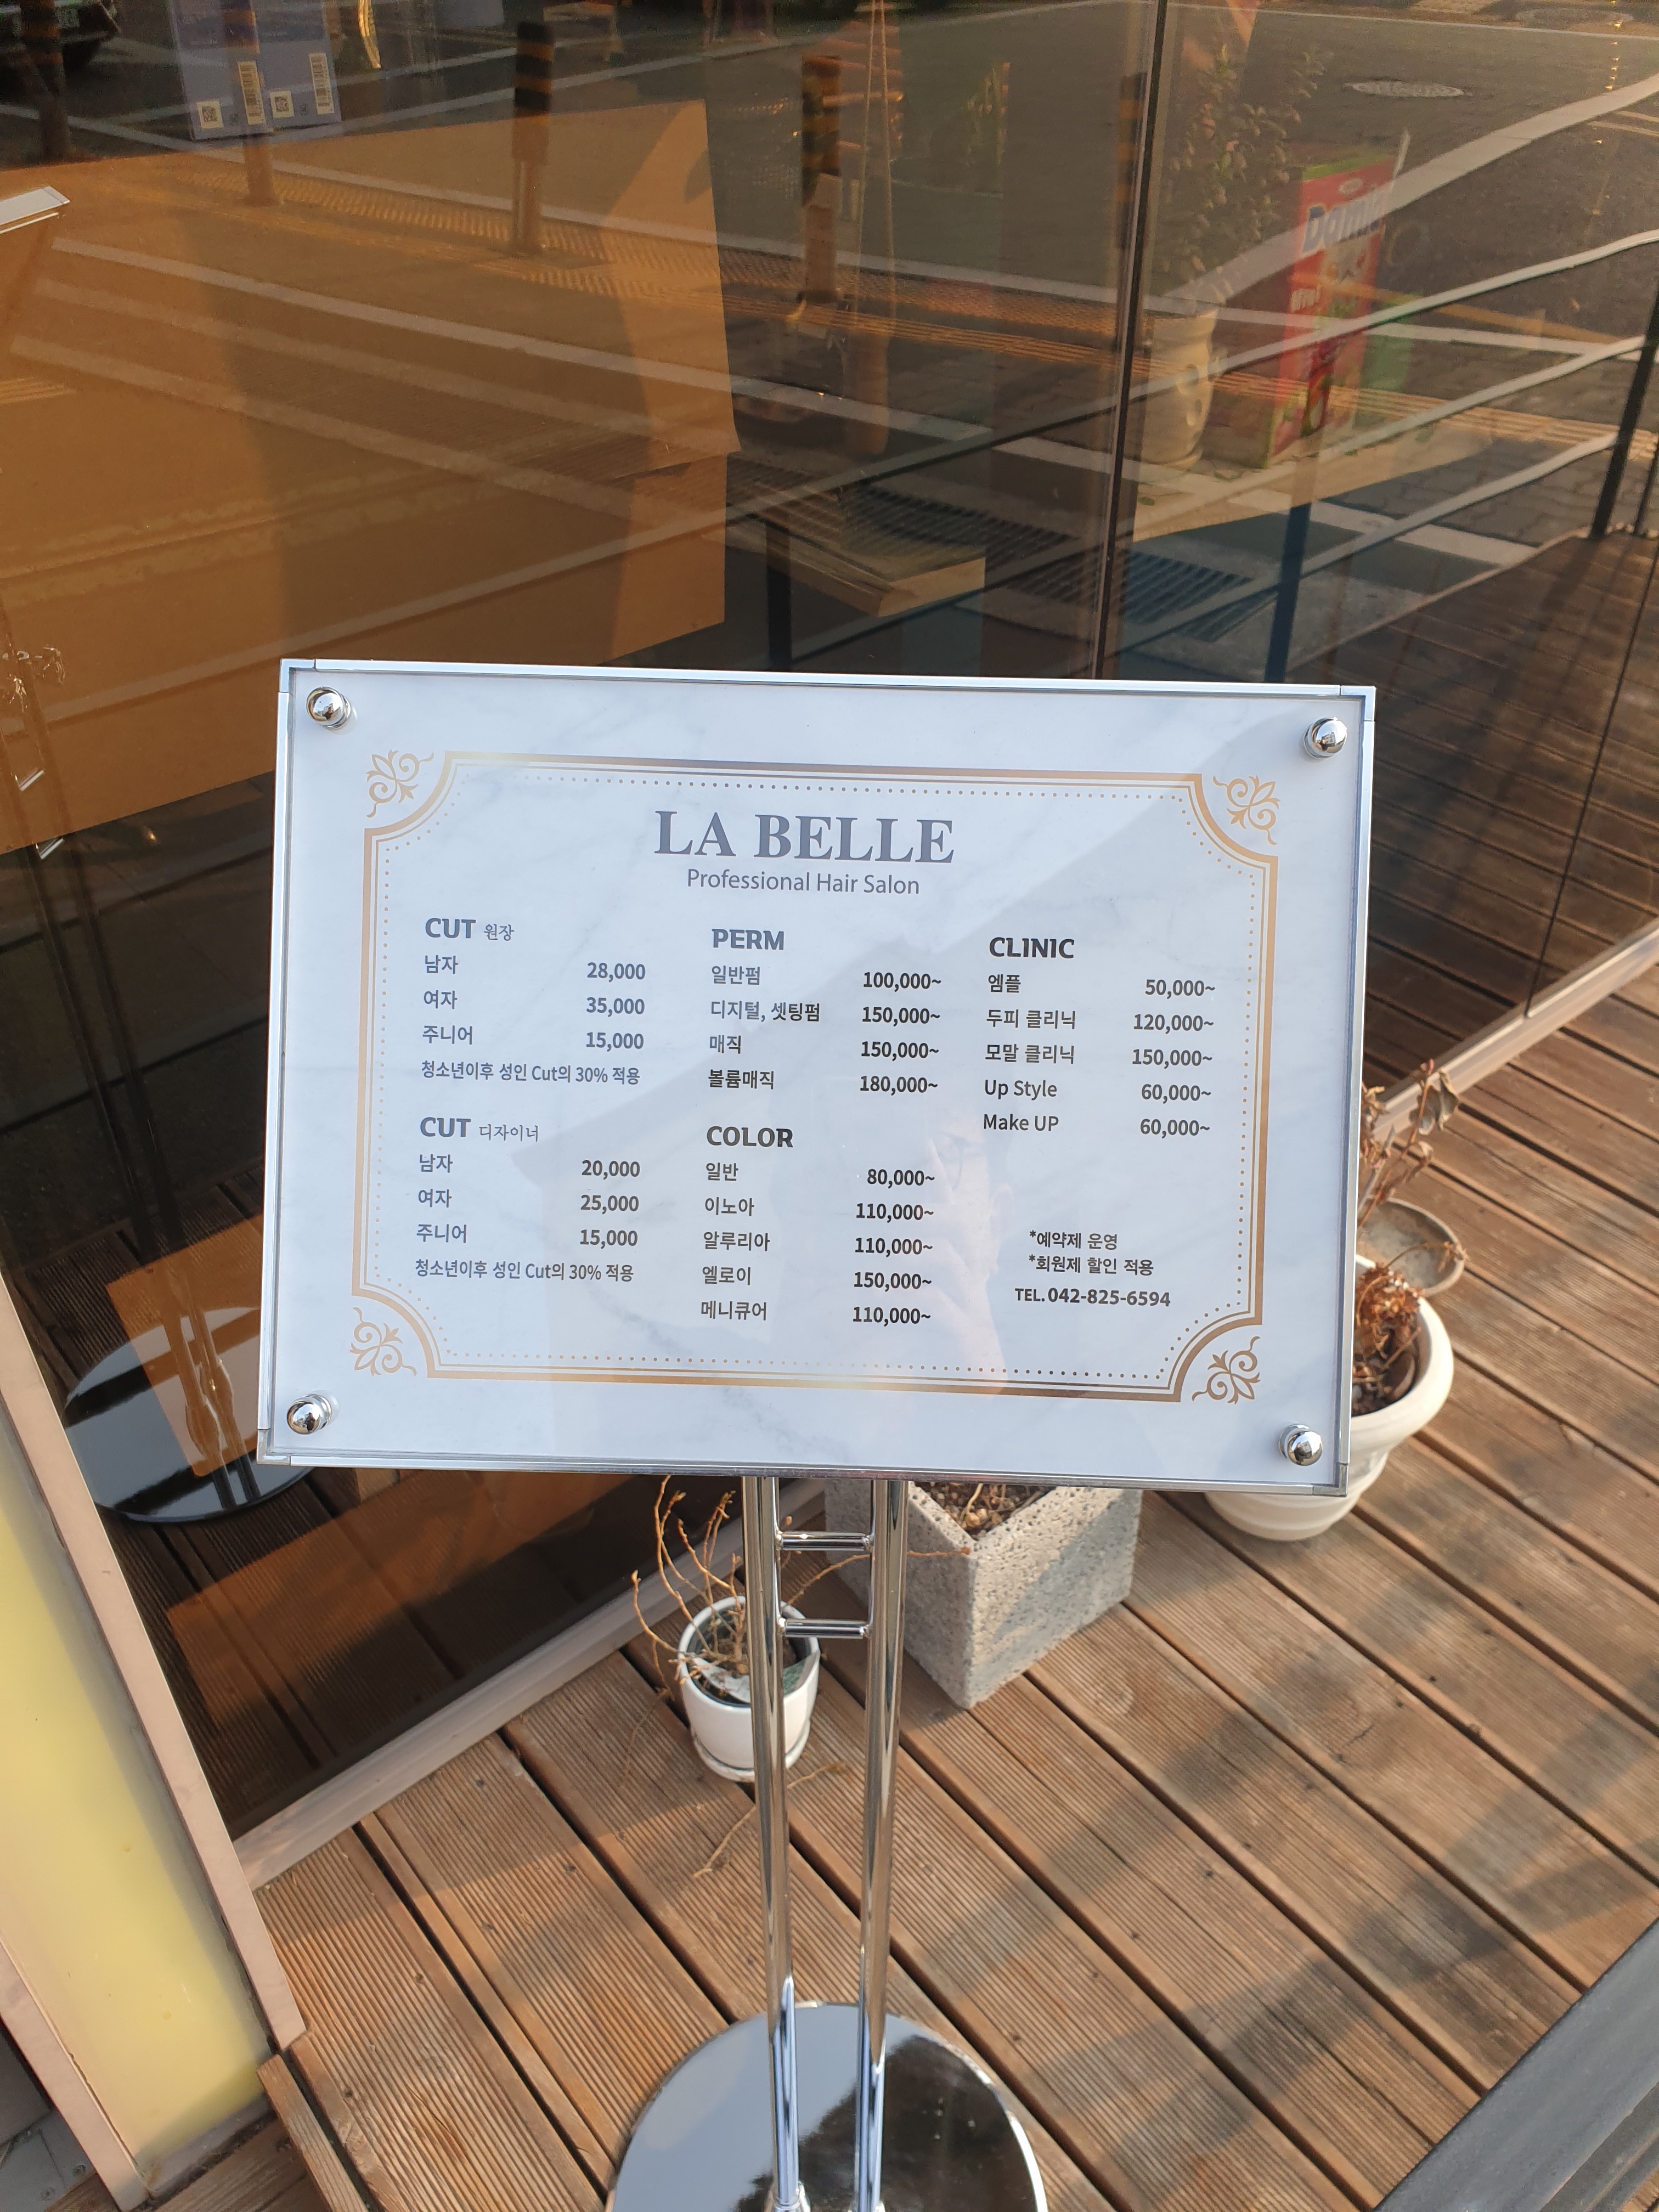 LA BELLE
Professional Hair Salon
CUT 원장
남자 28,000
여자 35,000
주니어 15,000
청소년이후 성인 Cut의 30% 적용
CUT 디자이너
남자 20,000
여자 25,000
주니어 15,000
청소년이후 성인 Cut의 30% 적용
PERM
일반펌 100,000~
디지털, 셋팅펌 150,000~
매직 150,000~
볼륨매직 180,000~
COLOR
일반 80,000~
이노아 110,000~
알루리아 110,000~
엘로이 150,000~
메니큐어 110,000~
CLINIC
엠플 50,000~
두피 클리닉 120,000~
모말 클리닉 150,000~
Up Style 60,000~
Make UP 60,000~
*예약제 운영
*회원제 할인 적용
TEL. 042-825-6594